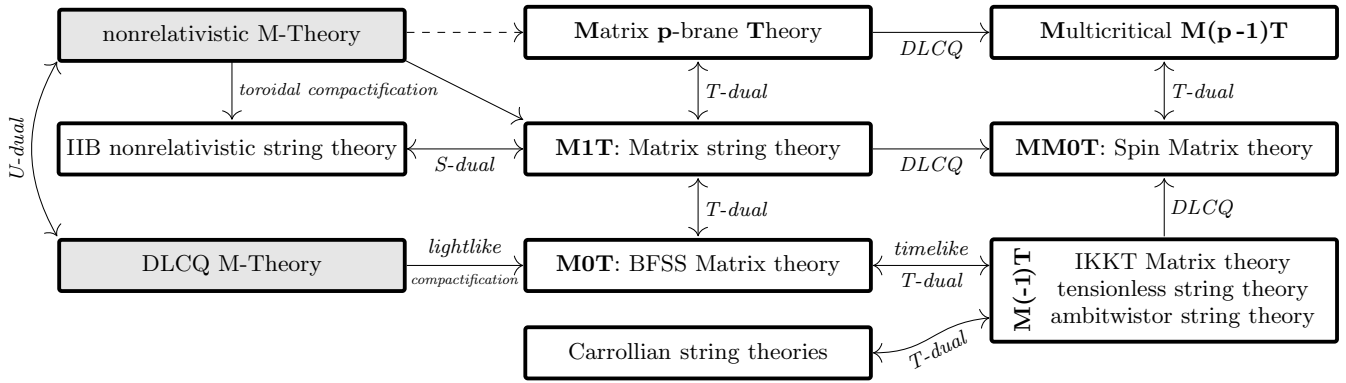 nonrelativistic M-Theory
Matrix p-brane Theory
DLCQ
Multicritical M(p-1)T
U-dual
toroidal compactification
T-dual
T-dual
IIB nonrelativistic string theory
S-dual
M1T: Matrix string theory
DLCQ
MM0T: Spin Matrix theory
T-dual
DLCQ
DLCQ M-Theory
lightlike
compactification
M0T: BFSS Matrix theory
timelike
T-dual
M(-1)T
IKKT Matrix theory
tensionless string theory
ambitwistor string theory
Carrollian string theories
T-dual